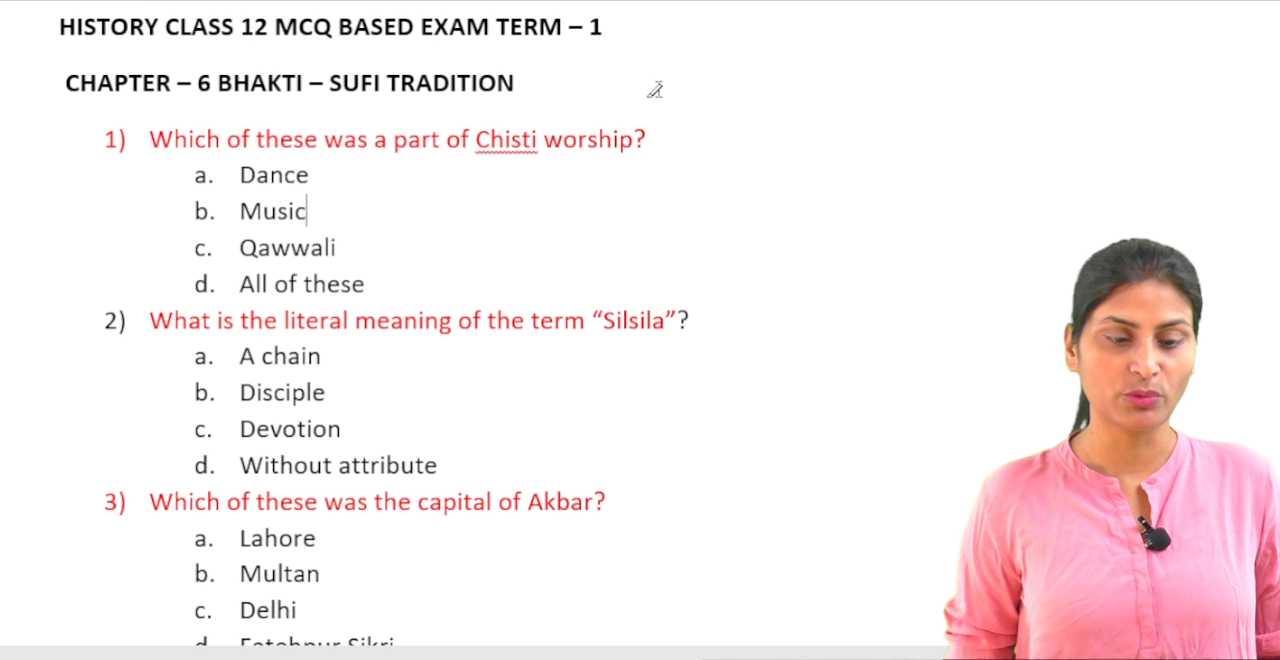 HISTORY CLASS 12 MCQ BASED EXAM TERM – 1
CHAPTER – 6 BHAKTI – SUFI TRADITION
1) Which of these was a part of Chisti worship?
a. Dance
b. Music
c. Qawwali
d. All of these
2) What is the literal meaning of the term “Silsila”?
a. A chain
b. Disciple
c. Devotion
d. Without attribute
3) Which of these was the capital of Akbar?
a. Lahore
b. Multan
c. Delhi
d. Fatehpur Sikri